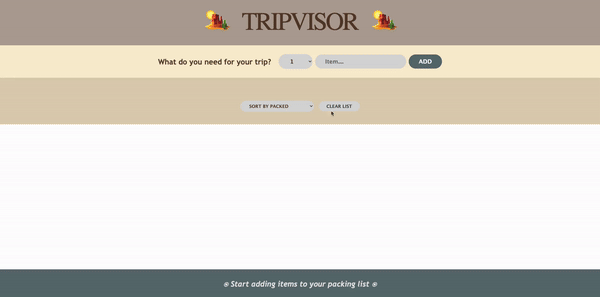 TRIPVISOR
What do you need for your trip? 1 Item... ADD
SORT BY PACKED CLEAR LIST
Start adding items to your packing list